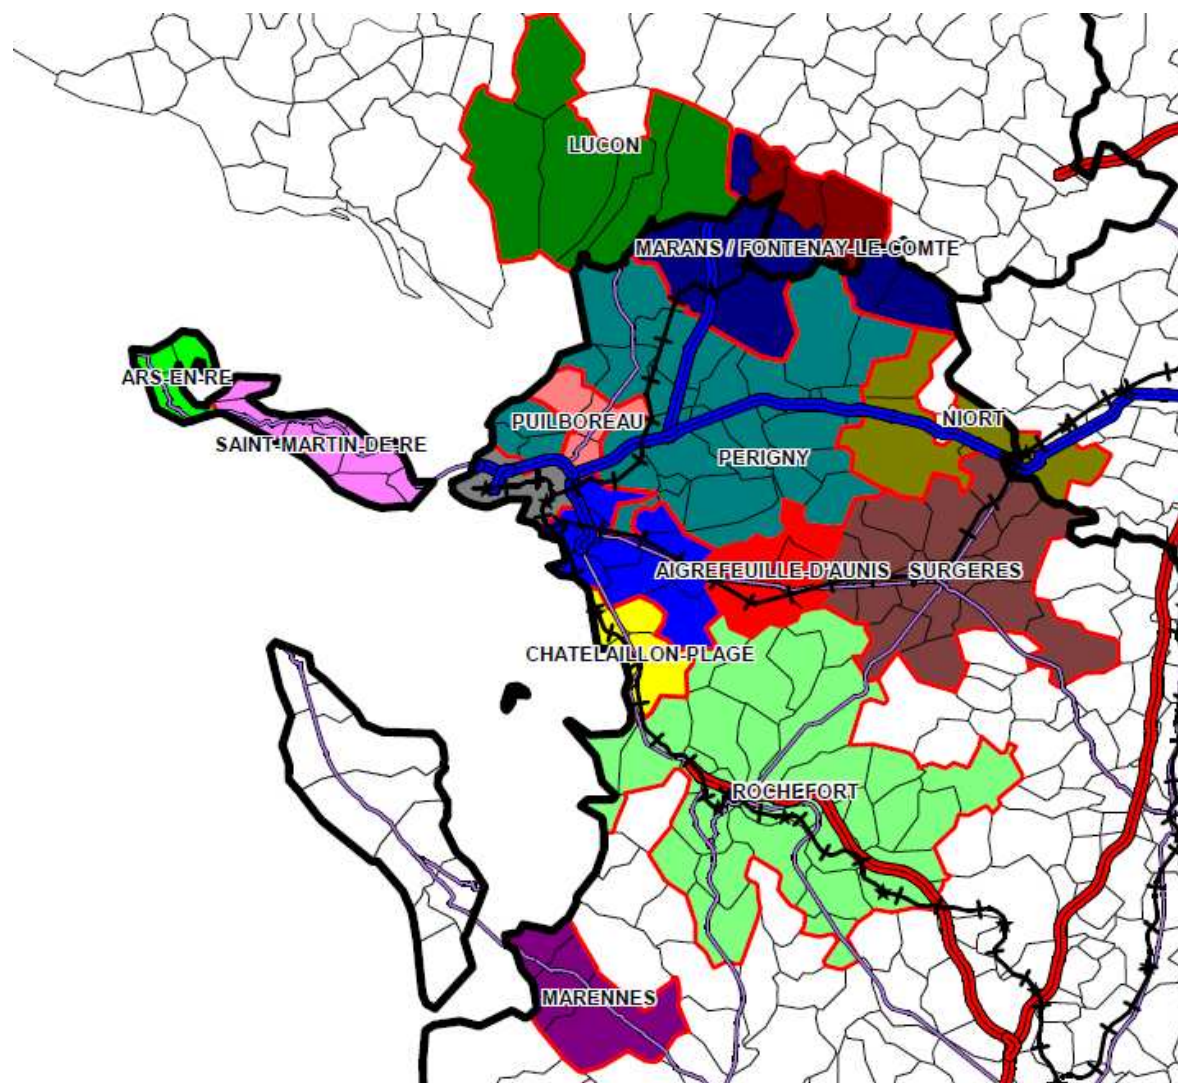 LUCON
MARANS / FONTENAY-LE-COMTE
ARS-EN-RE
PUILBOREAU
NIORT
SAINT-MARTIN-DE-RE
PERIGNY
AIGREFEUILLE-D'AUNIS
SURGERES
CHATELAILLON-PLAGE
ROCHEFORT
MARENNES